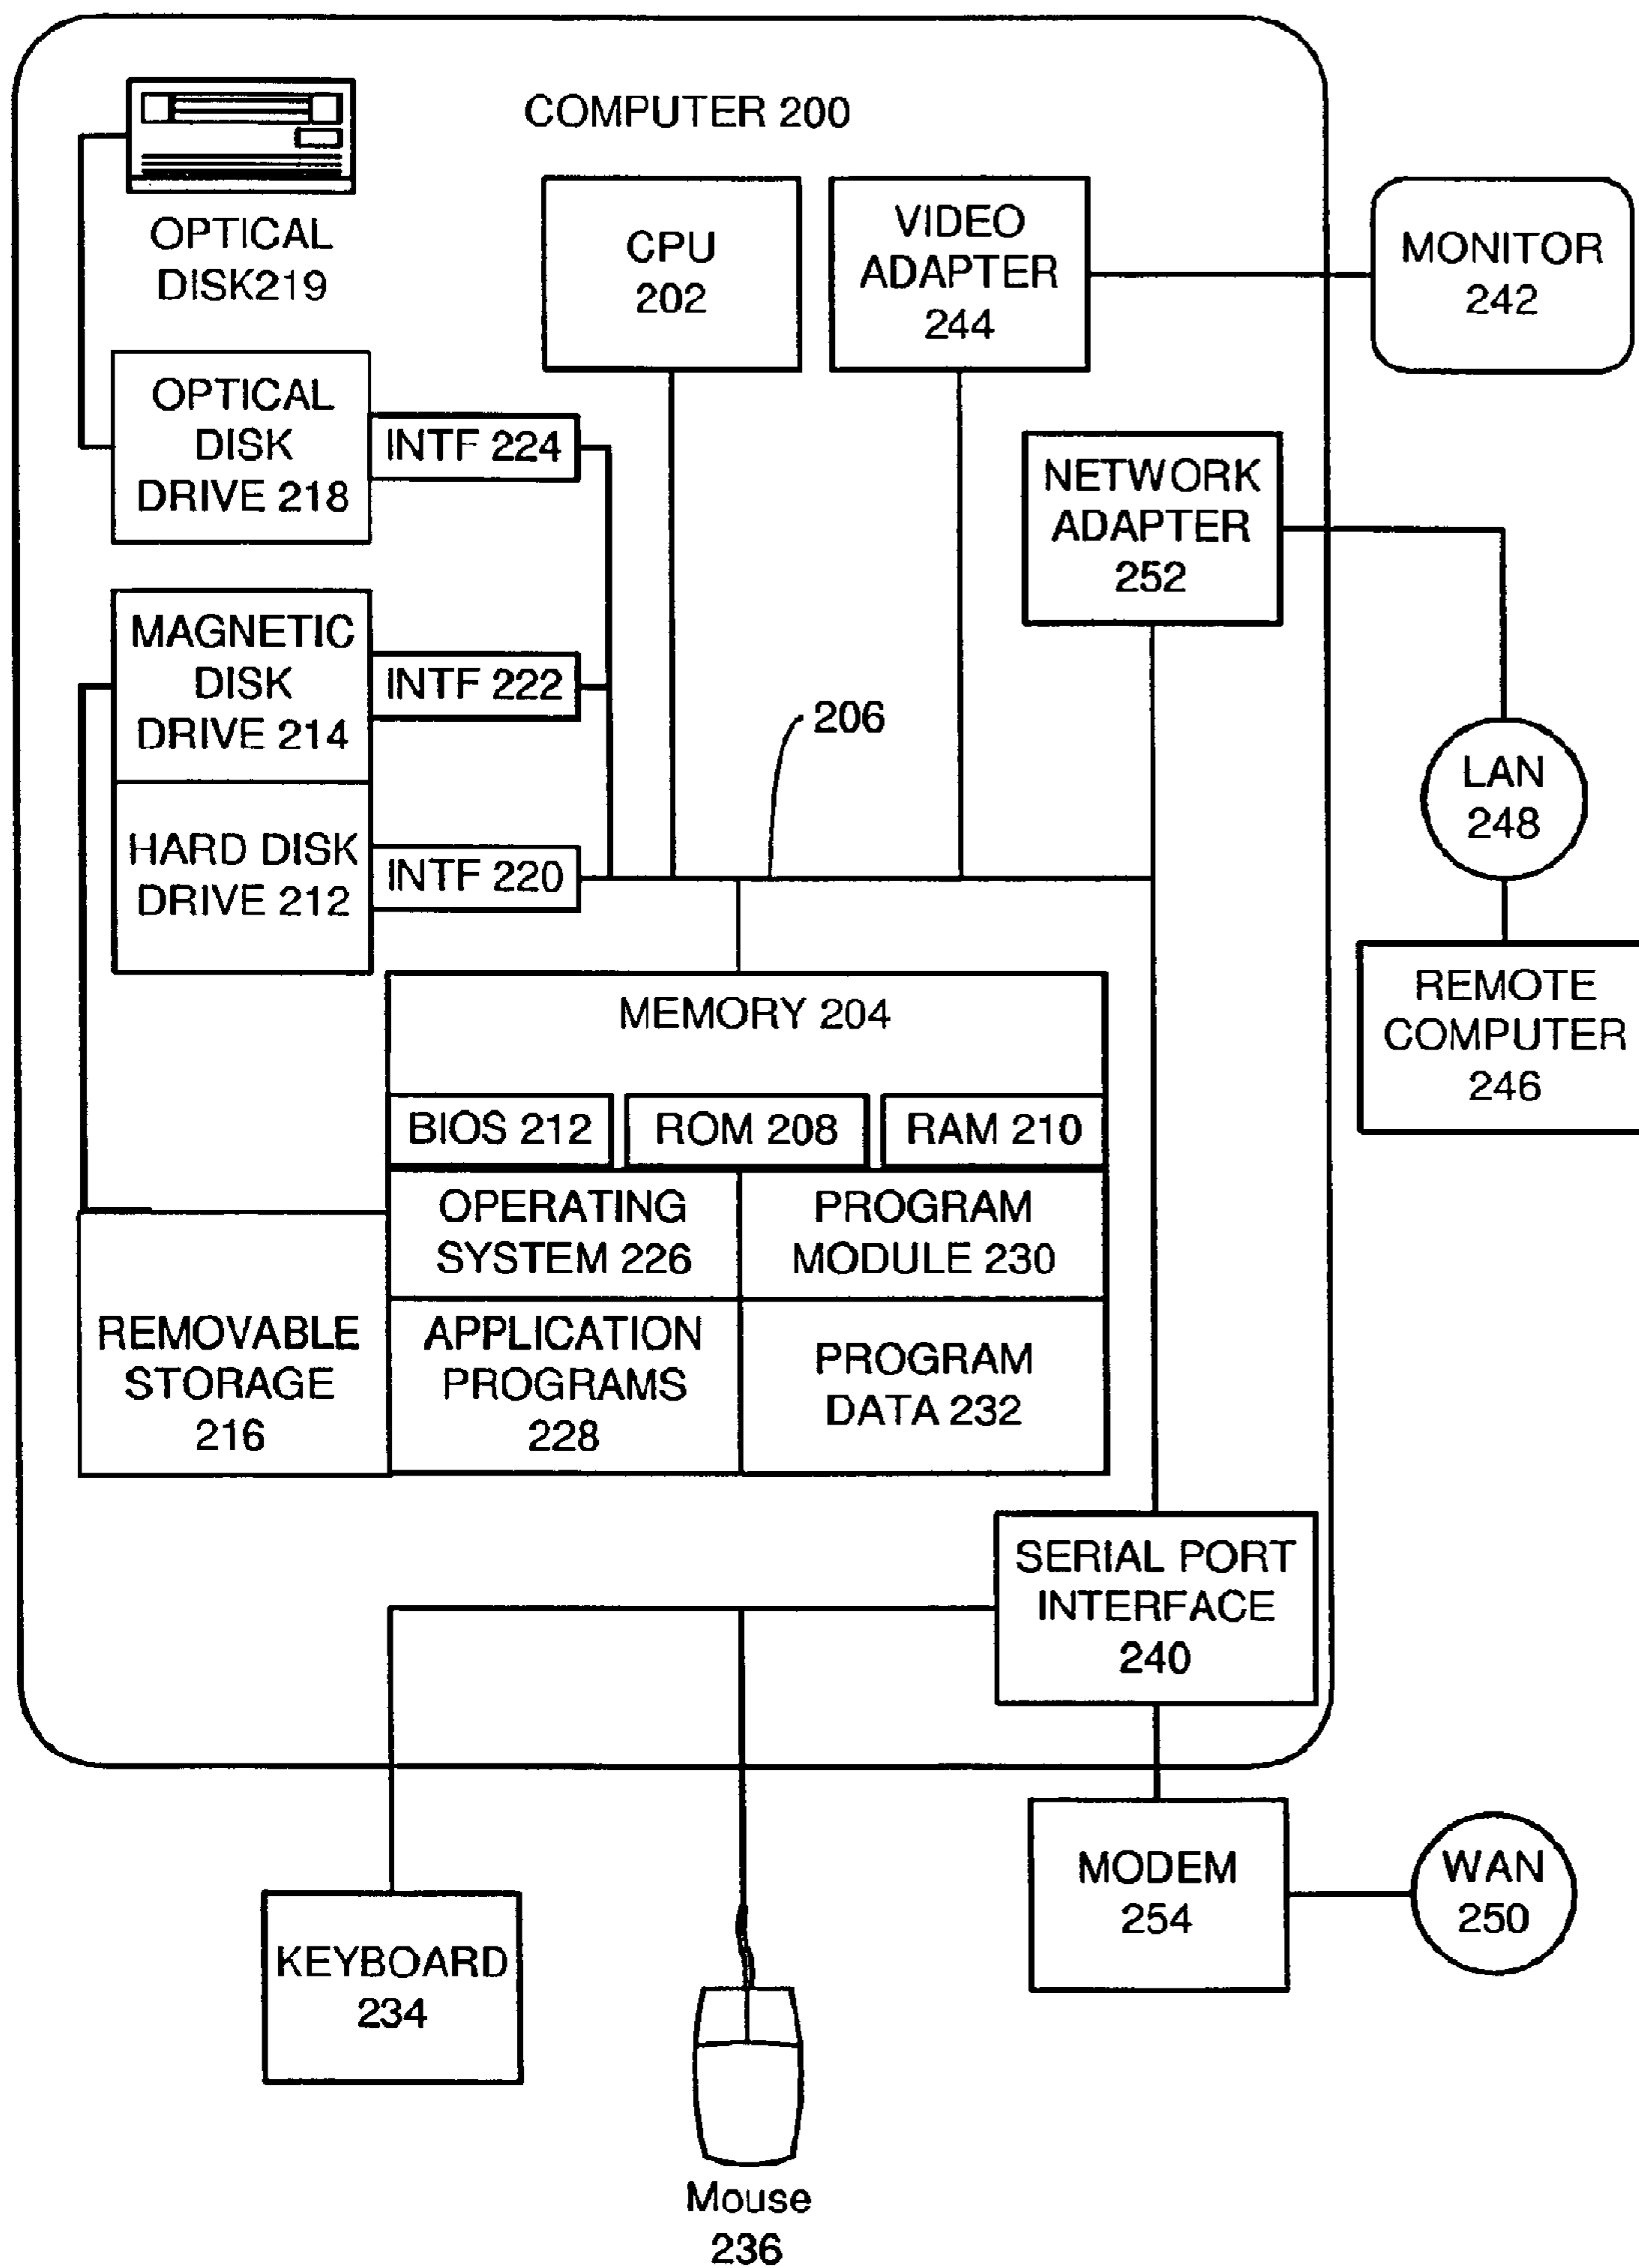 COMPUTER 200
OPTICAL
DISK219
CPU
202
VIDEO
ADAPTER
244
MONITOR
242
OPTICAL
DISK
DRIVE 218
INTF 224
NETWORK
ADAPTER
252
MAGNETIC
DISK
DRIVE 214
INTF 222
206
LAN
248
HARD DISK
DRIVE 212
INTF 220
REMOTE
COMPUTER
246
MEMORY 204
BIOS 212
ROM 208
RAM 210
OPERATING
SYSTEM 226
PROGRAM
MODULE 230
REMOVABLE
STORAGE
216
APPLICATION
PROGRAMS
228
PROGRAM
DATA 232
SERIAL PORT
INTERFACE
240
MODEM
254
WAN
250
KEYBOARD
234
Mouse
236